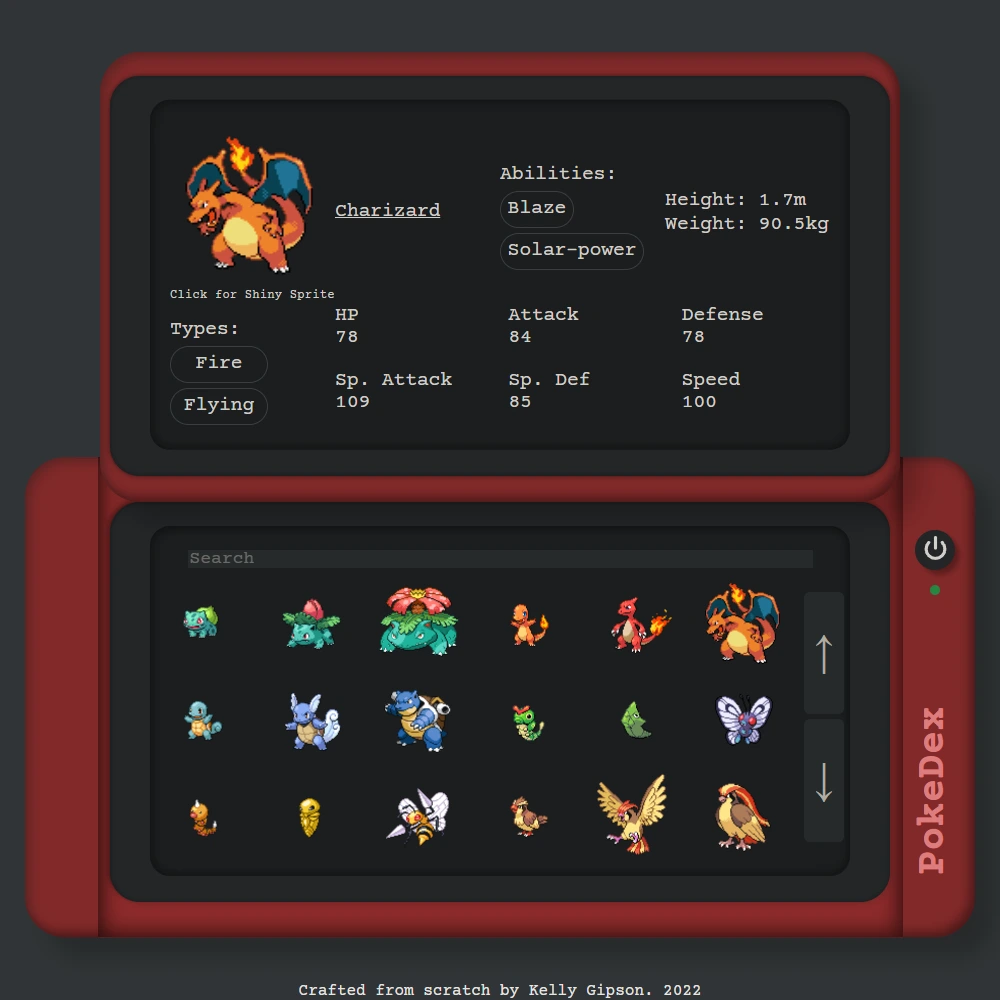 Charizard
Abilities:
Blaze
Solar-power
Height: 1.7m
Weight: 90.5kg
Click for Shiny Sprite
Types:
Fire
Flying
HP
78
Attack
84
Defense
78
Sp. Attack
109
Sp. Def
85
Speed
100
Search
↑
↓
PokeDex
Crafted from scratch by Kelly Gipson. 2022